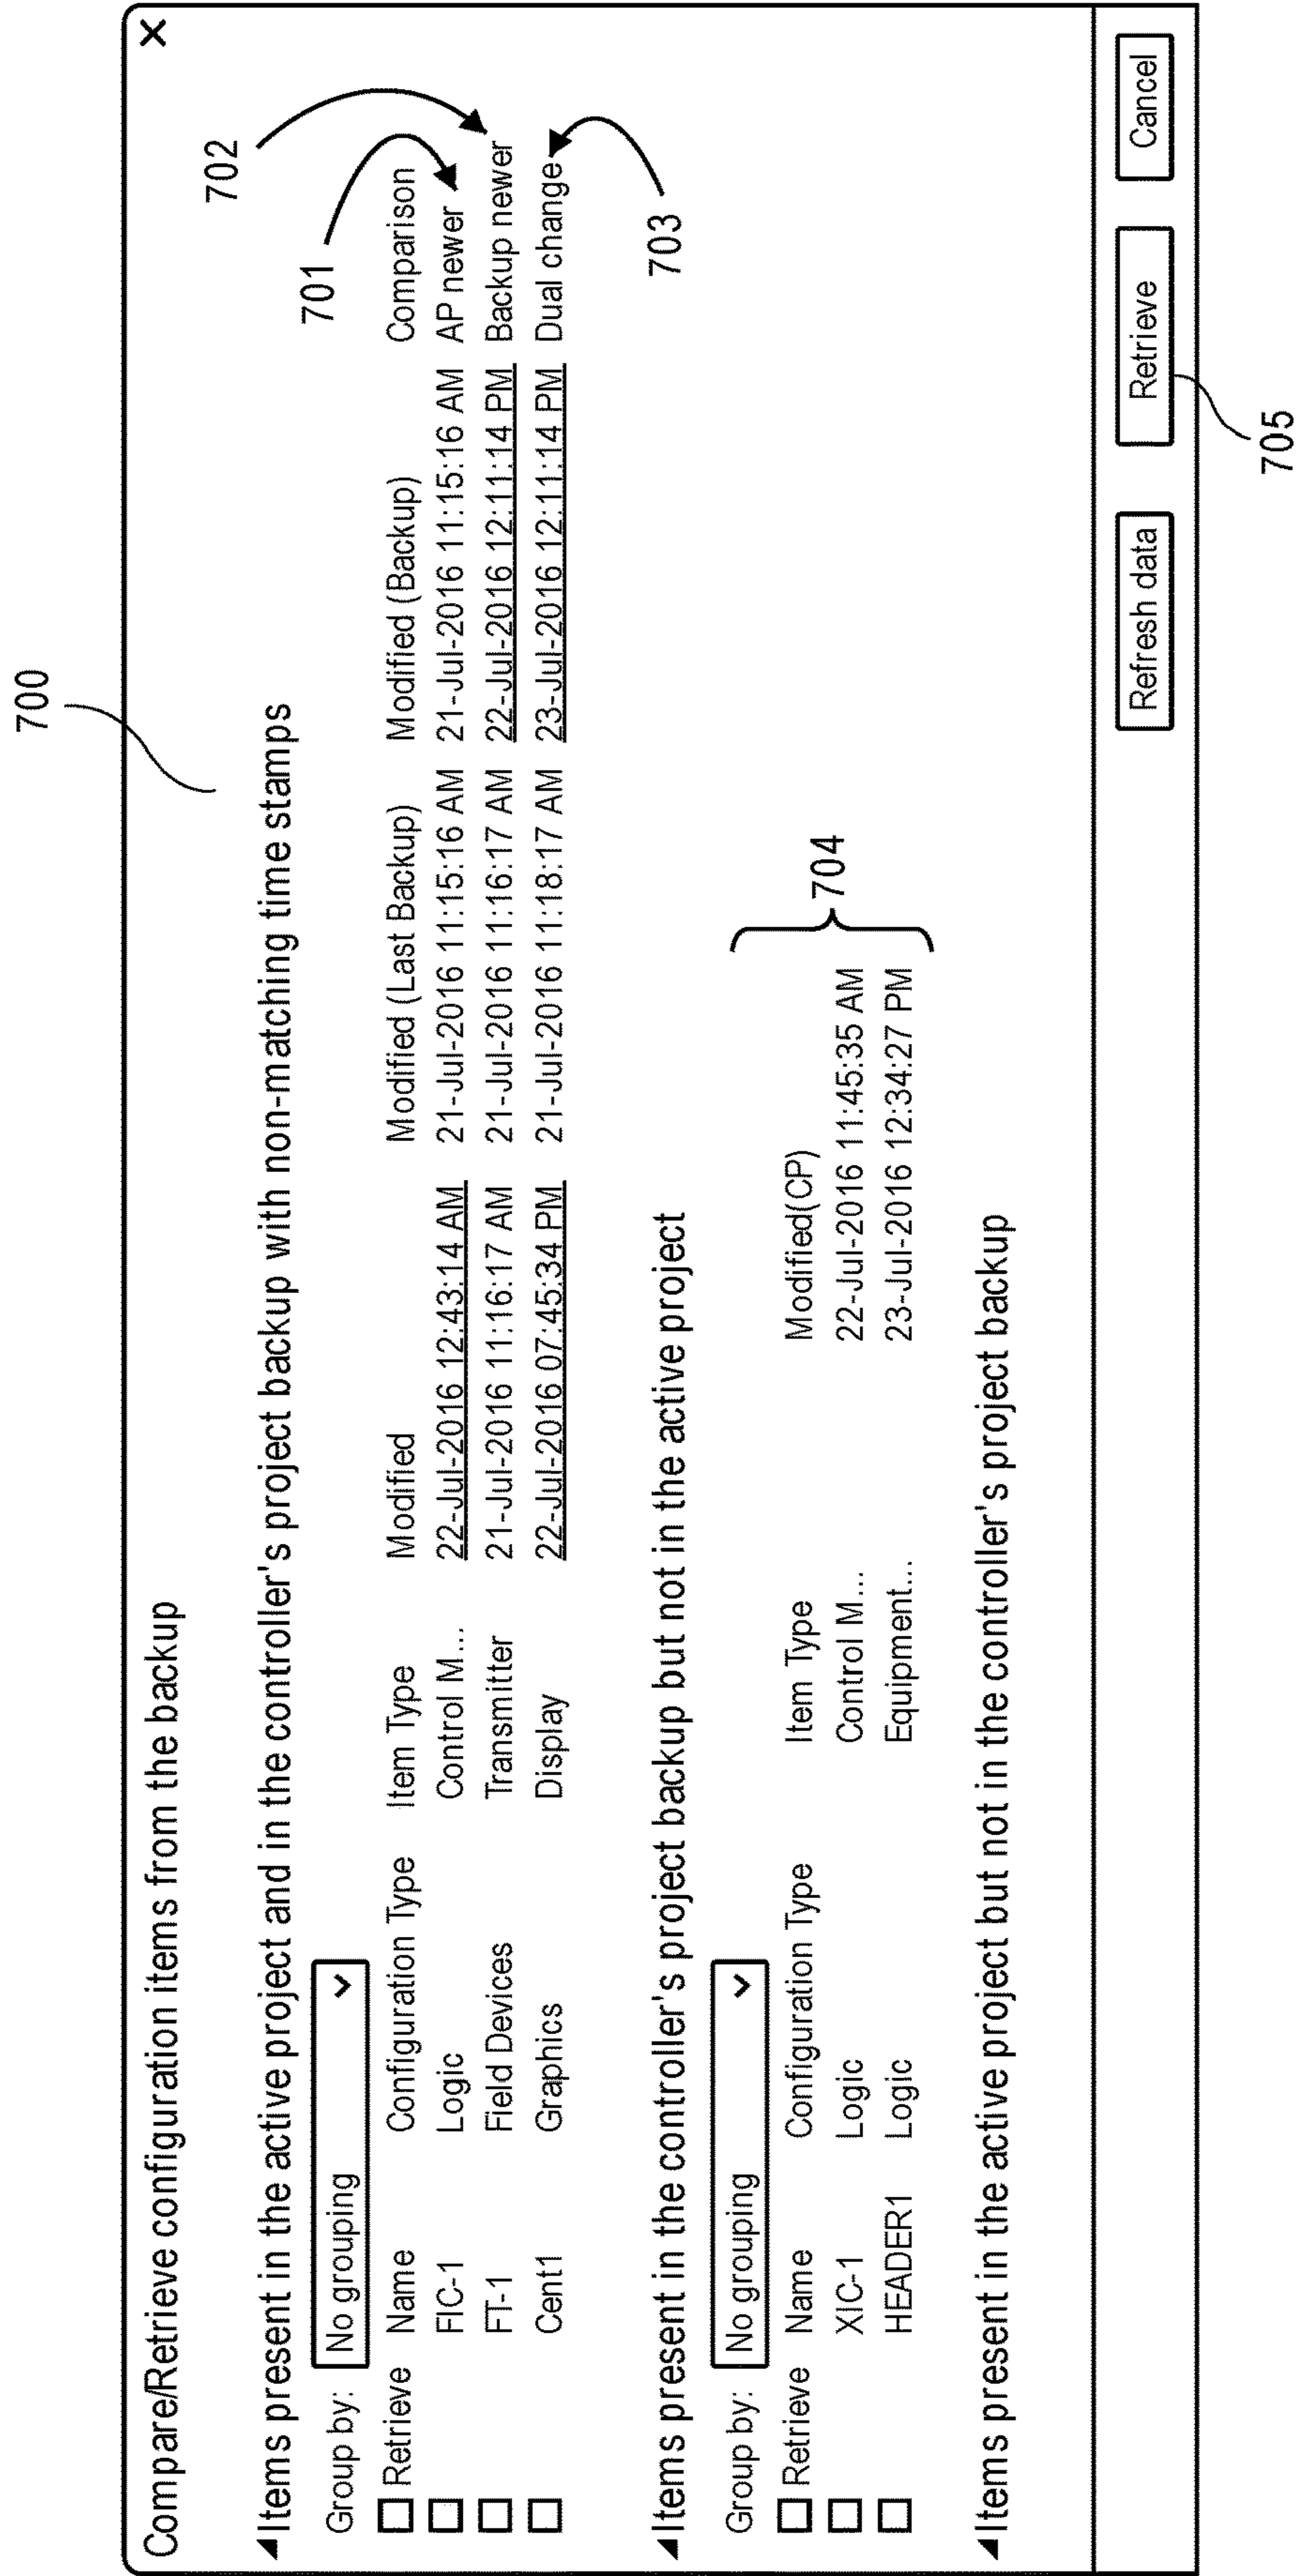 700
Compare/Retrieve configuration items from the backup
Items present in the active project and in the controller's project backup with non-matching time stamps
701
702
Group by: No grouping
Retrieve Name Configuration Type Item Type Modified Modified (Last Backup) Modified (Backup) Comparison
FIC-1 Logic Control M... 22-Jul-2016 12:43:14 AM 21-Jul-2016 11:15:16 AM 21-Jul-2016 11:15:16 AM AP newer
FT-1 Field Devices Transmitter 21-Jul-2016 11:16:17 AM 21-Jul-2016 11:16:17 AM 22-Jul-2016 12:11:14 PM Backup newer
Cent1 Graphics Display 22-Jul-2016 07:45:34 PM 21-Jul-2016 11:18:17 AM 23-Jul-2016 12:11:14 PM Dual change
703
Items present in the controller's project backup but not in the active project
Group by: No grouping
Retrieve Name Configuration Type Item Type Modified(CP)
XIC-1 Logic Control M... 22-Jul-2016 11:45:35 AM
HEADER1 Logic Equipment... 23-Jul-2016 12:34:27 PM
704
Items present in the active project but not in the controller's project backup
Refresh data Retrieve Cancel
705